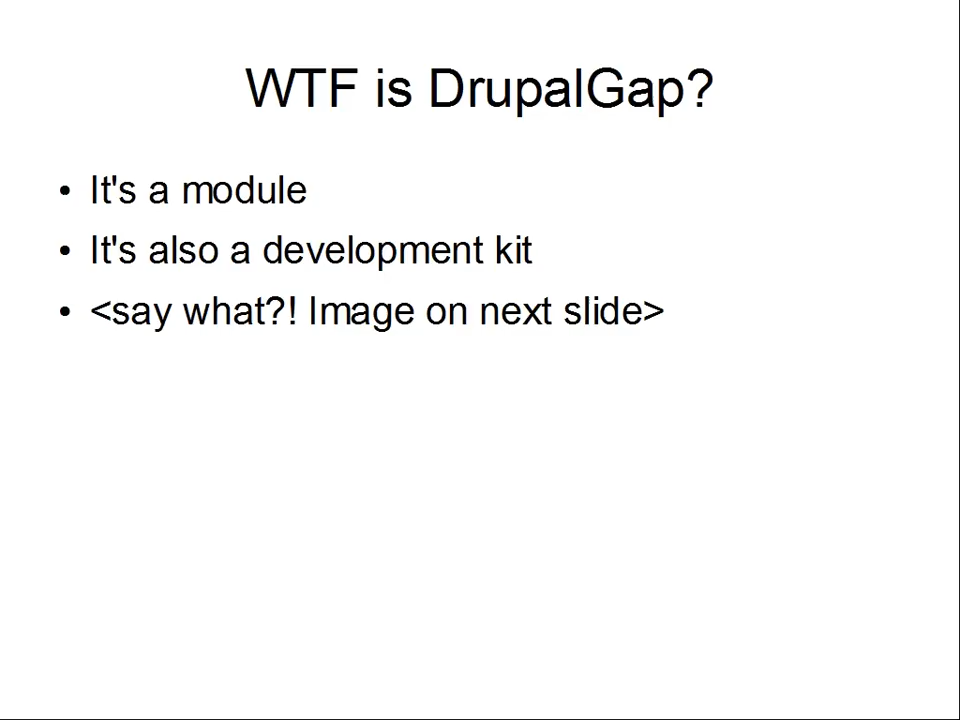 WTF is DrupalGap?
• It's a module
• It's also a development kit
• <say what?! Image on next slide>